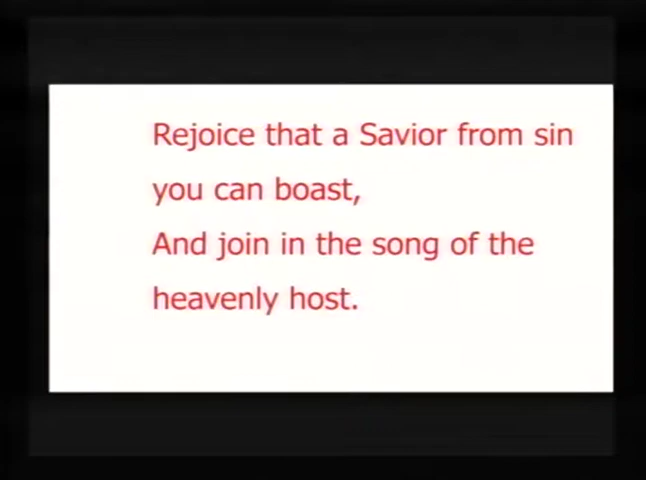 Rejoice that a Savior from sin
you can boast,
And join in the song of the
heavenly host.